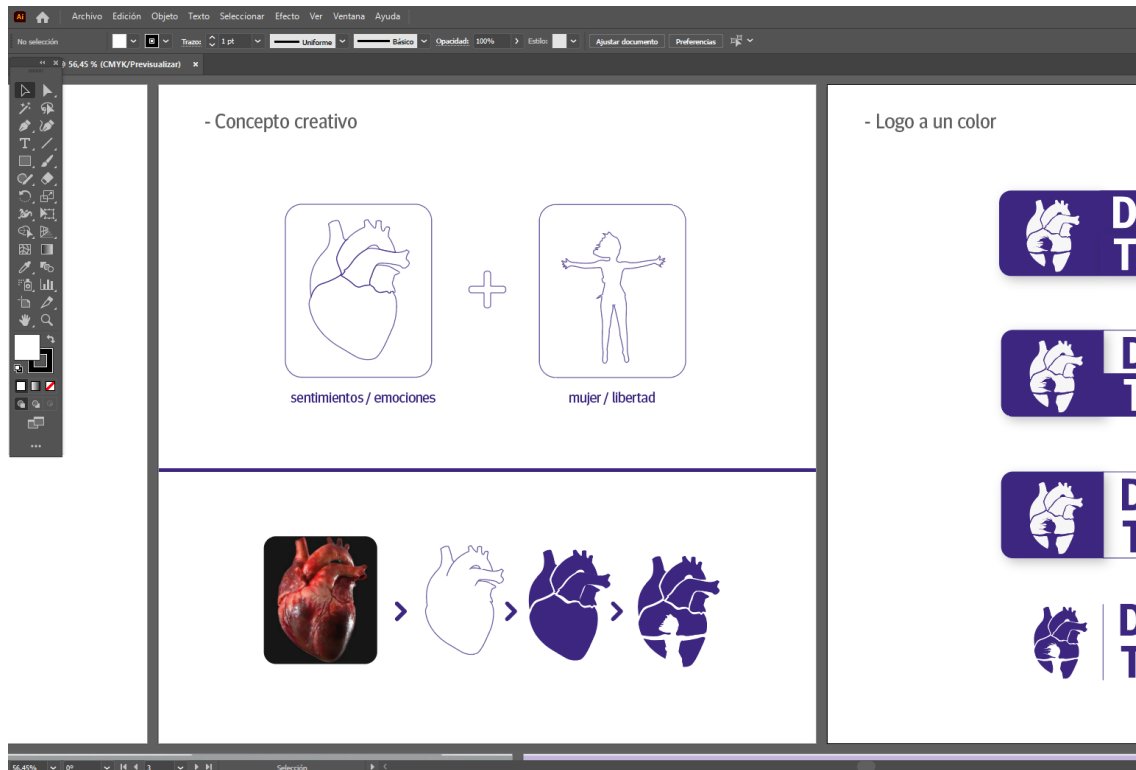 Ai Archivo Edición Objeto Texto Seleccionar Efecto Ver Ventana Ayuda
No selección Trazo: 1 pt Uniforme Básico Opacidad: 100% Estilo: Ajustar documento Preferencias
56,45 % (CMYK/Previsualizar) ×
- Concepto creativo
sentimientos / emociones
mujer / libertad
- Logo a un color
D
T
D
T
D
T
D
T
56,45% 0° 3 Selección